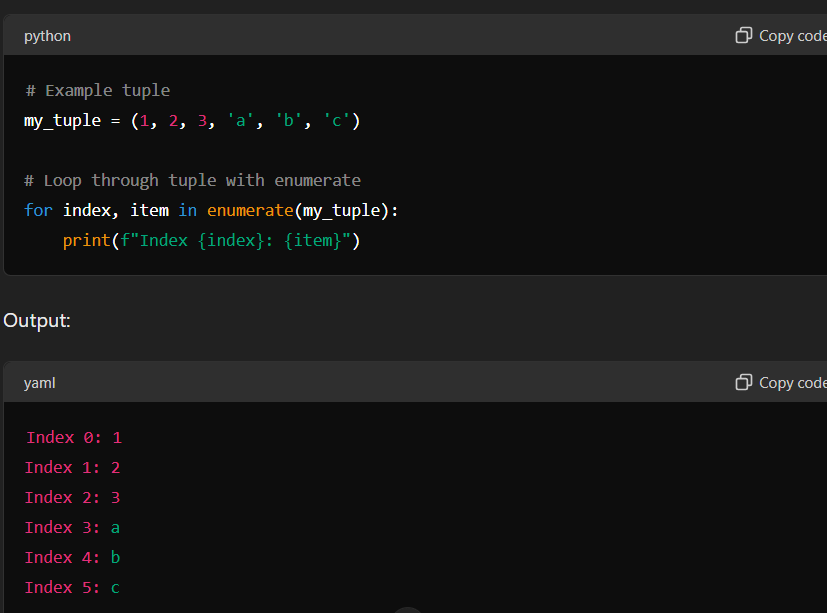 python
Copy code
# Example tuple
my_tuple = (1, 2, 3, 'a', 'b', 'c')
# Loop through tuple with enumerate
for index, item in enumerate(my_tuple):
    print(f"Index {index}: {item}")
Output:
yaml
Copy code
Index 0: 1
Index 1: 2
Index 2: 3
Index 3: a
Index 4: b
Index 5: c